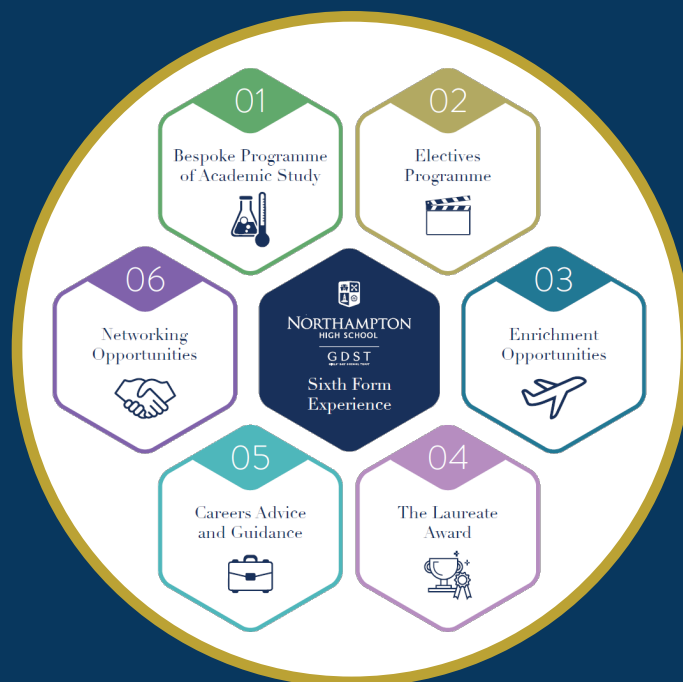 01
Bespoke Programme
of Academic Study
02
Electives
Programme
06
Networking
Opportunities
NORTHAMPTON
HIGH SCHOOL
GDST
Sixth Form
Experience
03
Enrichment
Opportunities
05
Careers Advice
and Guidance
04
The Laureate
Award